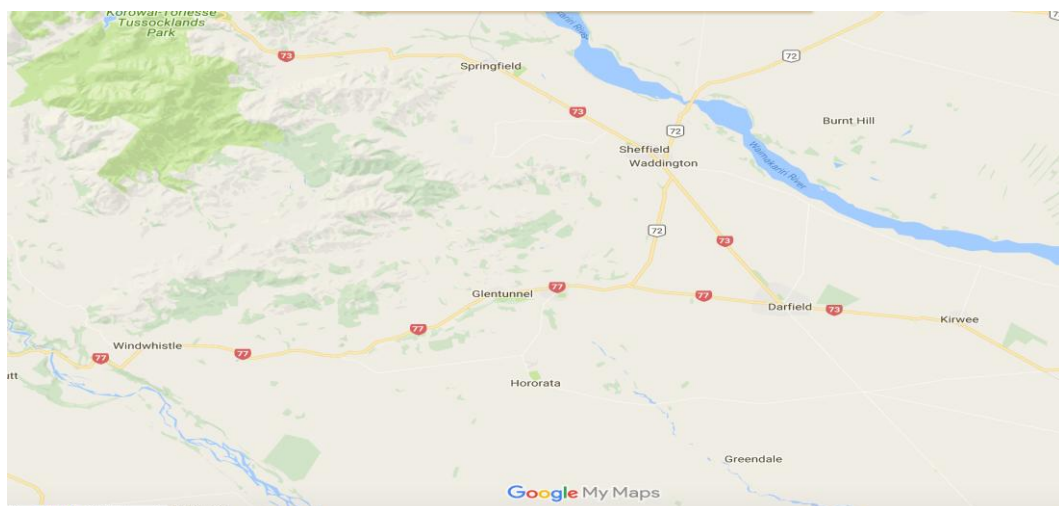 Korowai-Torlesse
Tussocklands
Park
73
Springfield
72
73
Burnt Hill
72
Sheffield
Waddington
Waimakariri River
72
73
Glentunnel
77
77
Darfield
73
Kirwee
77
Windwhistle
77
77
Hororata
Greendale
Google My Maps